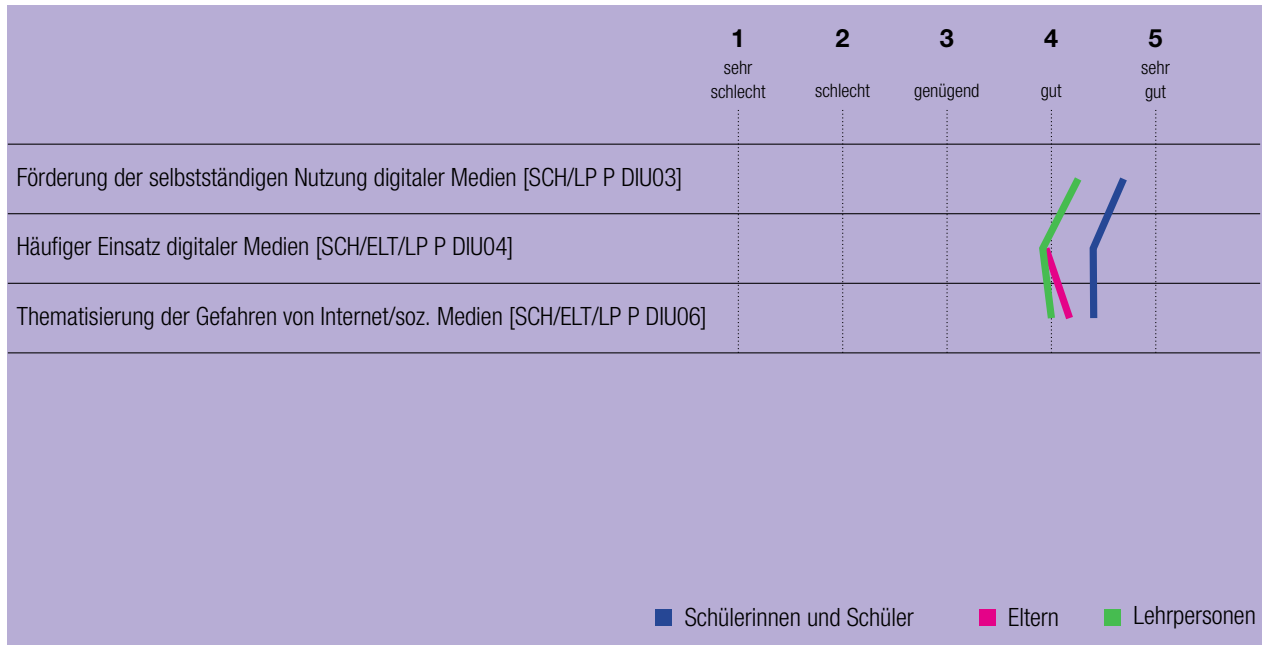 1 2 3 4 5
sehr schlecht schlecht genügend gut sehr gut
Förderung der selbstständigen Nutzung digitaler Medien [SCH/LP P DIU03]
Häufiger Einsatz digitaler Medien [SCH/ELT/LP P DIU04]
Thematisierung der Gefahren von Internet/soz. Medien [SCH/ELT/LP P DIU06]
Schülerinnen und Schüler Eltern Lehrpersonen